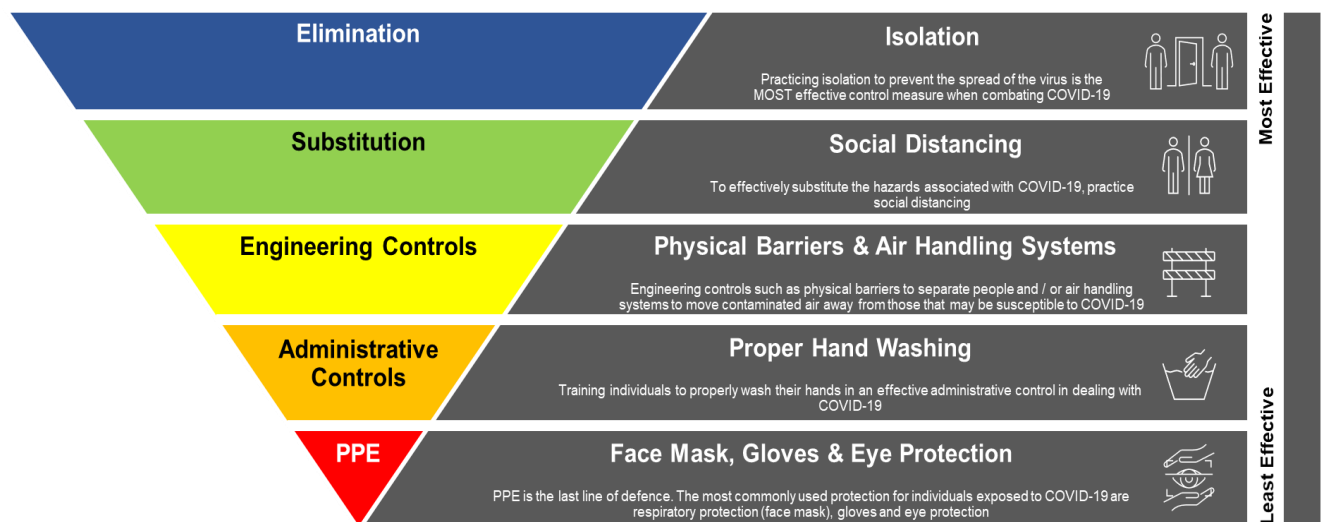 Elimination
Isolation
Practicing isolation to prevent the spread of the virus is the
MOST effective control measure when combating COVID-19
Most Effective
Substitution
Social Distancing
To effectively substitute the hazards associated with COVID-19, practice
social distancing
Engineering Controls
Physical Barriers & Air Handling Systems
Engineering controls such as physical barriers to separate people and / or air handling
systems to move contaminated air away from those that may be susceptible to COVID-19
Administrative
Controls
Proper Hand Washing
Training individuals to properly wash their hands in an effective administrative control in dealing with
COVID-19
PPE
Face Mask, Gloves & Eye Protection
PPE is the last line of defence. The most commonly used protection for individuals exposed to COVID-19 are
respiratory protection (face mask), gloves and eye protection
Least Effective